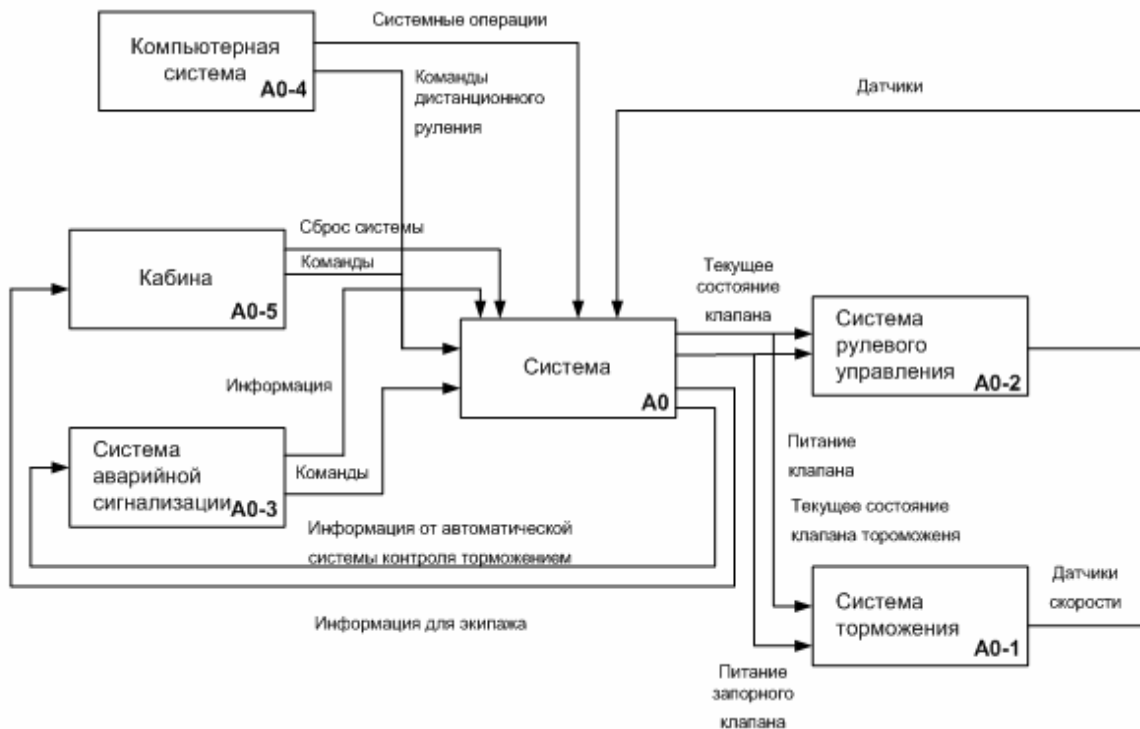 Системные операции
Компьютерная
система
A0-4
Команды
дистанционного
руления
Датчики
Сброс системы
Команды
Кабина
A0-5
Текущее
состояние
клапана
Система
рулевого
управления
A0-2
Система
A0
Информация
Система
аварийной
сигнализации
A0-3
Команды
Питание
клапана
Информация от автоматической
системы контроля торможением
Текущее состояние
клапана тороможеня
Информация для экипажа
Система
торможения
A0-1
Датчики
скорости
Питание
запорного
клапана